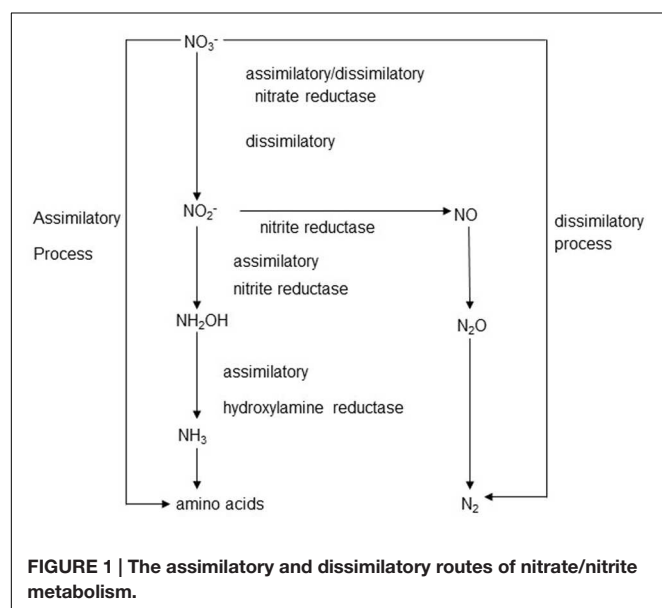 NO₃⁻
assimilatory/dissimilatory
nitrate reductase
dissimilatory
Assimilatory
Process
NO₂⁻
nitrite reductase
NO
dissimilatory
process
assimilatory
nitrite reductase
NH₂OH
N₂O
assimilatory
hydroxylamine reductase
NH₃
amino acids
N₂
FIGURE 1 | The assimilatory and dissimilatory routes of nitrate/nitrite
metabolism.